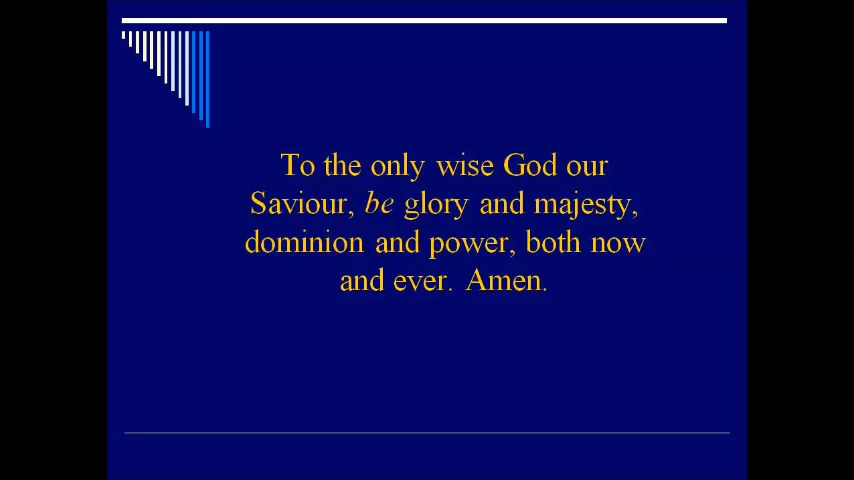 To the only wise God our
Saviour, be glory and majesty,
dominion and power, both now
and ever. Amen.